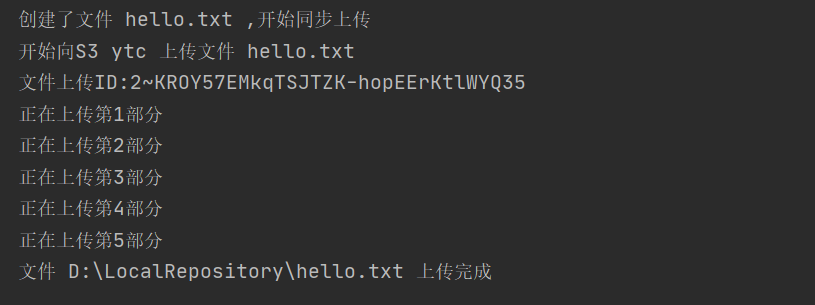 创建了文件 hello.txt ,开始同步上传
开始向S3 ytc 上传文件 hello.txt
文件上传ID:2~KROY57EMkqTSJTZK-hopEErKtlWYQ35
正在上传第1部分
正在上传第2部分
正在上传第3部分
正在上传第4部分
正在上传第5部分
文件 D:\LocalRepository\hello.txt 上传完成